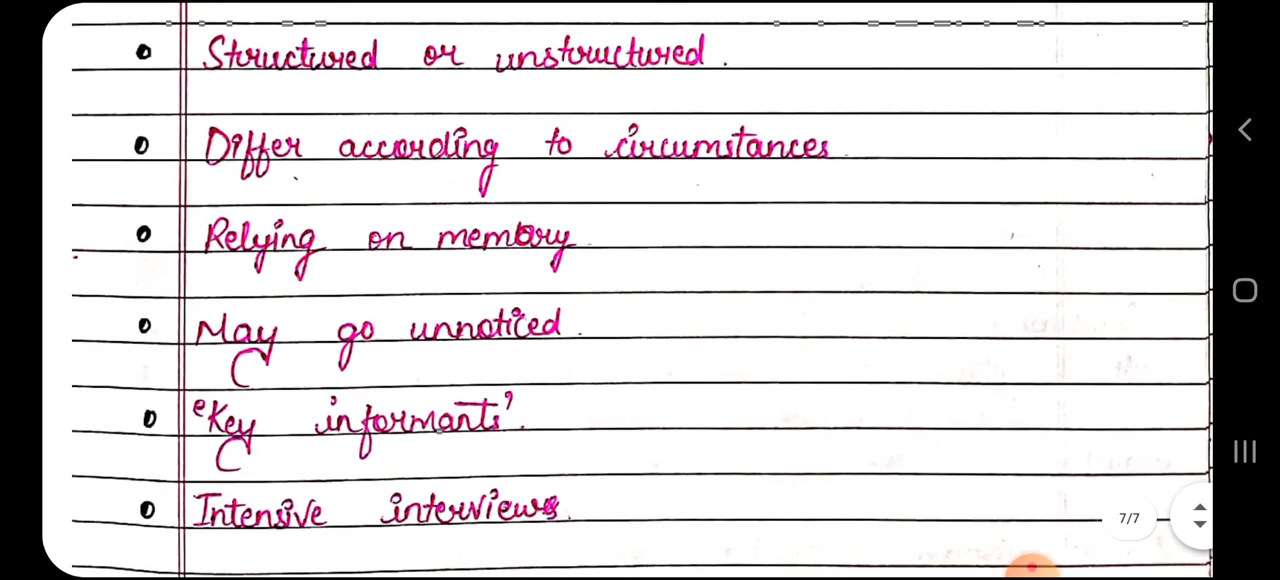 Structured or unstructured.
Differ according to circumstances
Relying on memory
May go unnoticed.
'Key informants'.
Intensive interviews.
7/7